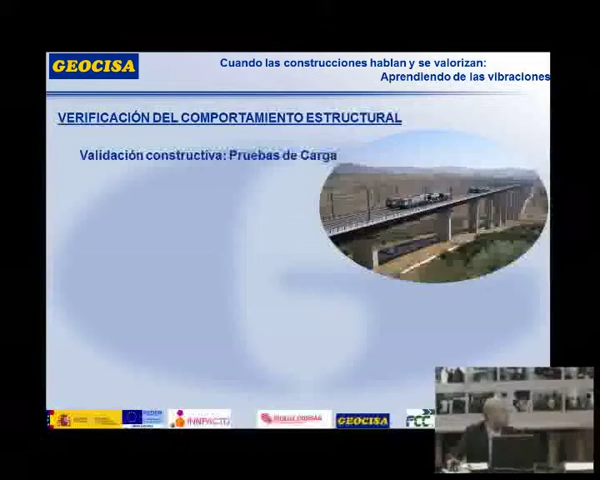 GEOCISA
Cuando las construcciones hablan y se valorizan:
Aprendiendo de las vibraciones
VERIFICACIÓN DEL COMPORTAMIENTO ESTRUCTURAL
Validación constructiva: Pruebas de Carga
INNPACTO
GEOCISA
FCC